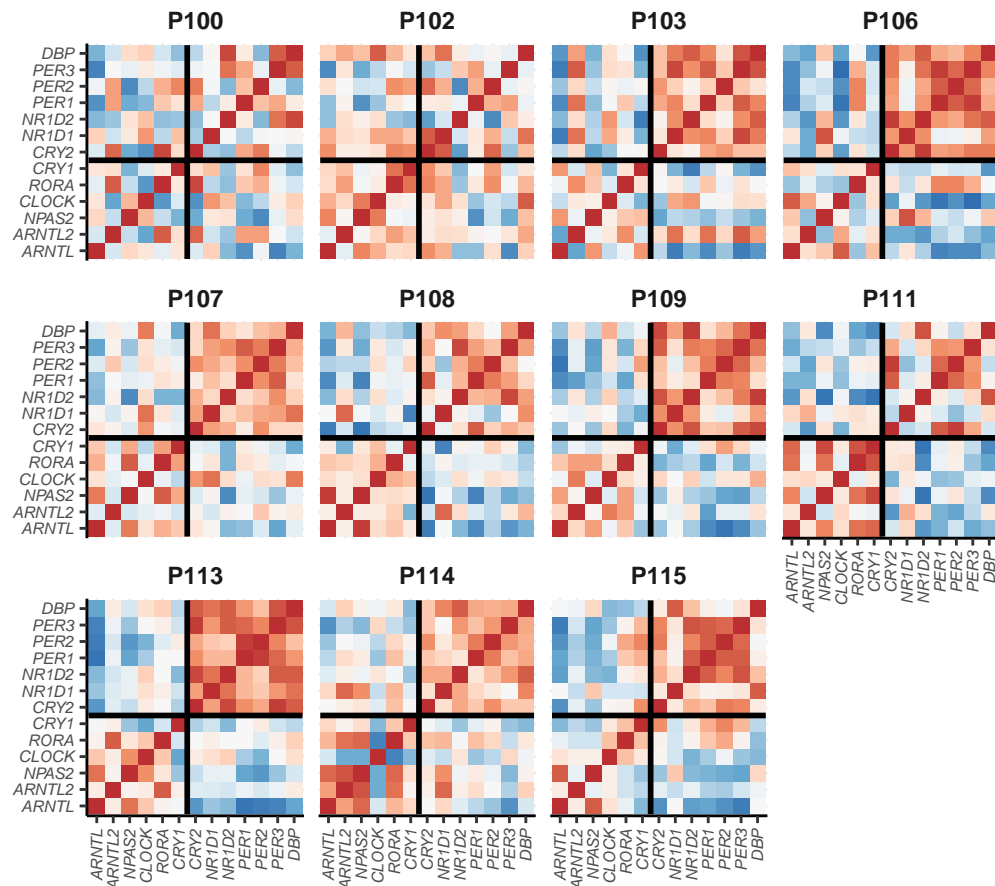 P100 P102 P103 P106
DBP
PER3
PER2
PER1
NR1D2
NR1D1
CRY2
CRY1
RORA
CLOCK
NPAS2
ARNTL2
ARNTL
P107 P108 P109 P111
DBP
PER3
PER2
PER1
NR1D2
NR1D1
CRY2
CRY1
RORA
CLOCK
NPAS2
ARNTL2
ARNTL
ARNTL ARNTL2 NPAS2 CLOCK RORA CRY1 CRY2 NR1D1 NR1D2 PER1 PER2 PER3 DBP
P113 P114 P115
DBP
PER3
PER2
PER1
NR1D2
NR1D1
CRY2
CRY1
RORA
CLOCK
NPAS2
ARNTL2
ARNTL
ARNTL ARNTL2 NPAS2 CLOCK RORA CRY1 CRY2 NR1D1 NR1D2 PER1 PER2 PER3 DBP ARNTL ARNTL2 NPAS2 CLOCK RORA CRY1 CRY2 NR1D1 NR1D2 PER1 PER2 PER3 DBP ARNTL ARNTL2 NPAS2 CLOCK RORA CRY1 CRY2 NR1D1 NR1D2 PER1 PER2 PER3 DBP